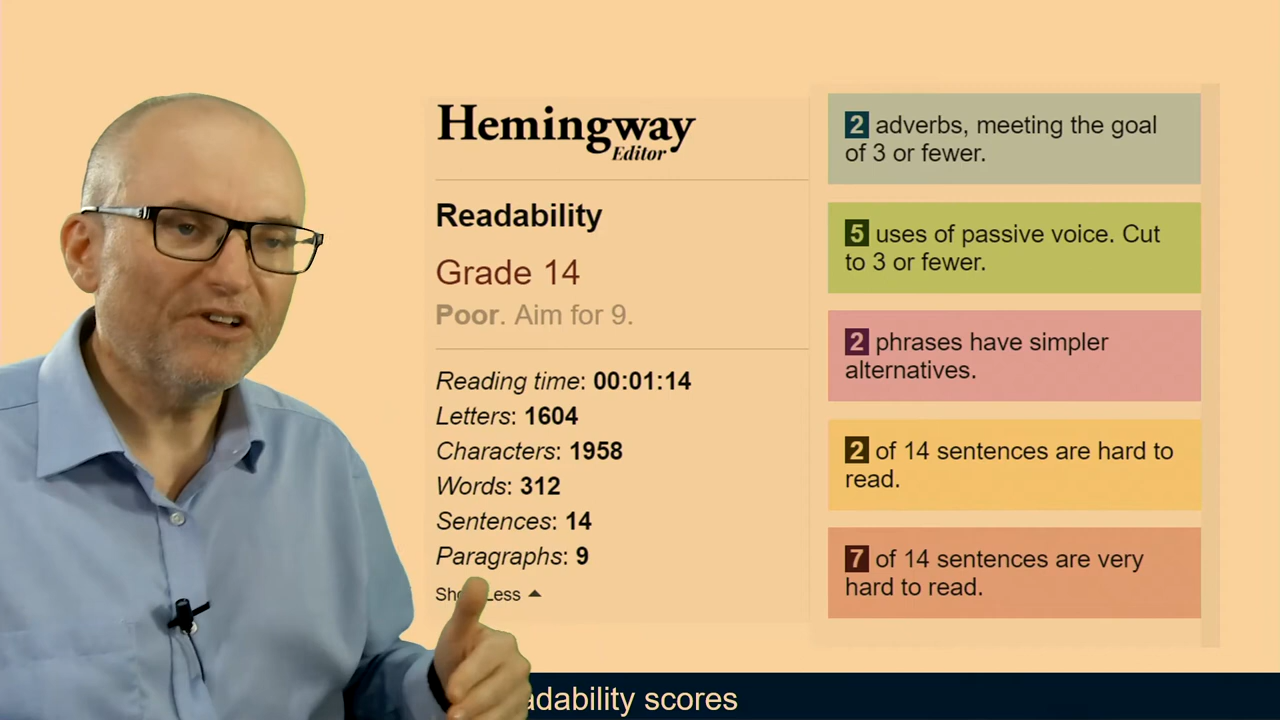 Hemingway
Editor
Readability
Grade 14
Poor. Aim for 9.
Reading time: 00:01:14
Letters: 1604
Characters: 1958
Words: 312
Sentences: 14
Paragraphs: 9
Less
2 adverbs, meeting the goal
of 3 or fewer.
5 uses of passive voice. Cut
to 3 or fewer.
2 phrases have simpler
alternatives.
2 of 14 sentences are hard to
read.
7 of 14 sentences are very
hard to read.
scores